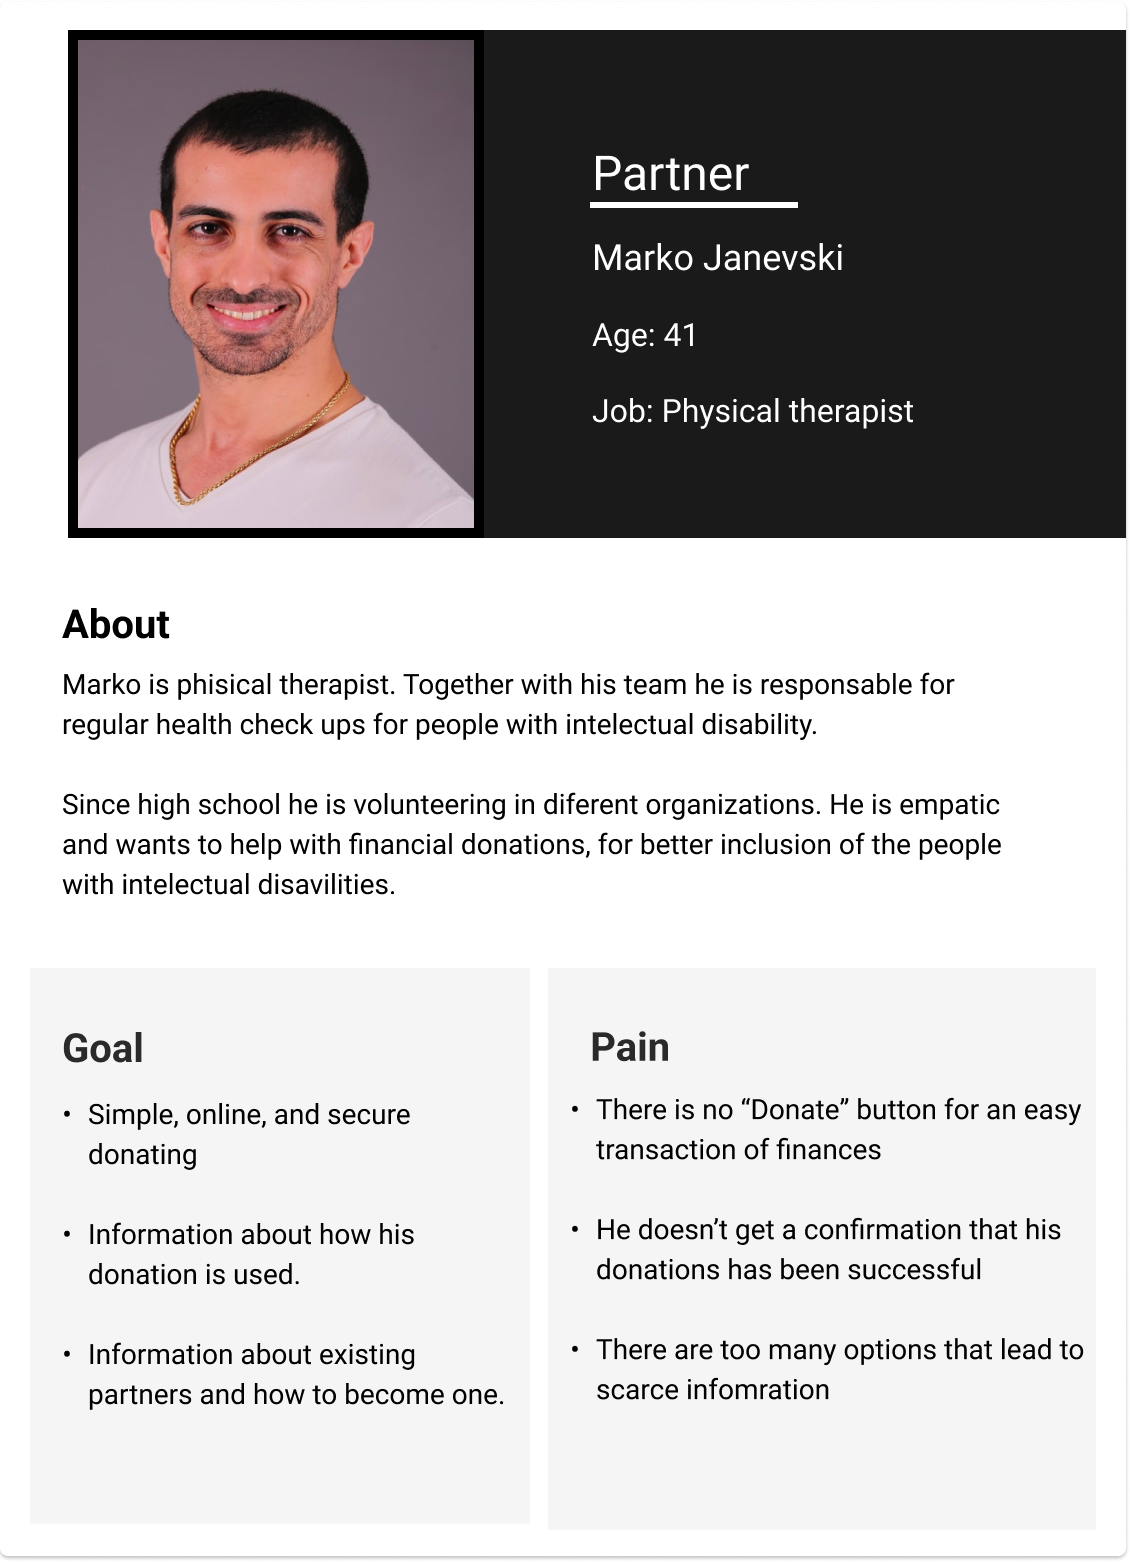 Partner
Marko Janevski
Age: 41
Job: Physical therapist
About
Marko is phisical therapist. Together with his team he is responsable for
regular health check ups for people with intelectual disability.
Since high school he is volunteering in diferent organizations. He is empatic
and wants to help with financial donations, for better inclusion of the people
with intelectual disavilities.
Goal
• Simple, online, and secure
donating
• Information about how his
donation is used.
• Information about existing
partners and how to become one.
Pain
• There is no “Donate” button for an easy
transaction of finances
• He doesn’t get a confirmation that his
donations has been successful
• There are too many options that lead to
scarce infomration